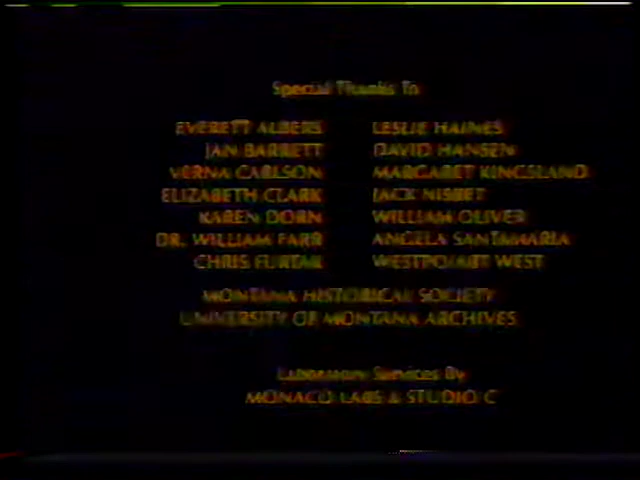 Special Thanks To
EVERETT ALBERS LESLIE HAINES
JAN BARRETT DAVID HANSEN
VERNA CARLSON MARGARET KINGSLAND
ELIZABETH CLARK JACK NISBET
KAREN DORN WILLIAM OLIVER
DR. WILLIAM FARR ANGELA SANTAMARIA
CHRIS WEST
MONTANA HISTORICAL SOCIETY
UNIVERSITY OF MONTANA ARCHIVES
Laboratory Services By
MONACO LABS & STUDIO C